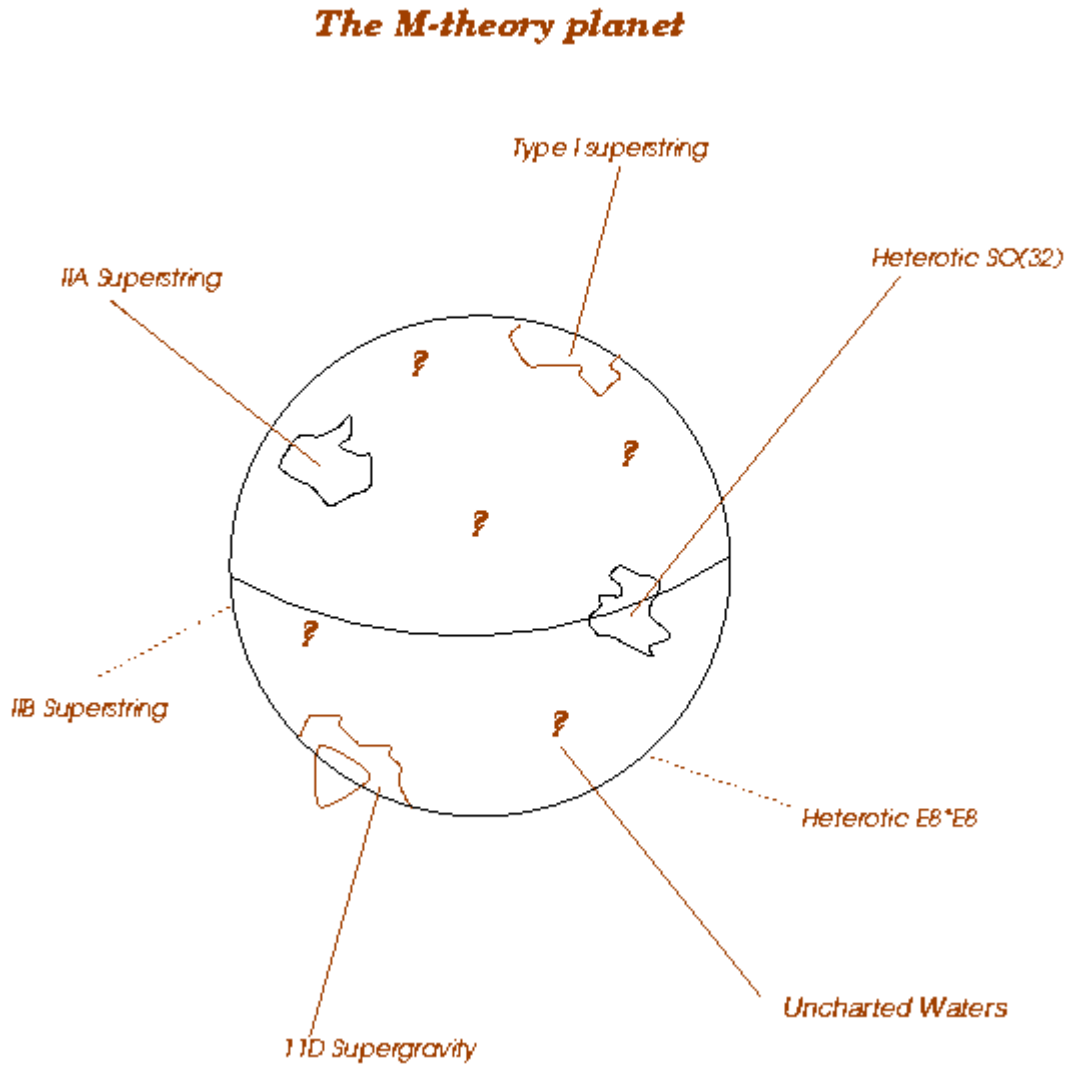 The M-theory planet
Type I superstring
Heterotic SO(32)
IIA Superstring
?
?
?
?
IIB Superstring
?
Heterotic E8*E8
Uncharted Waters
11D Supergravity